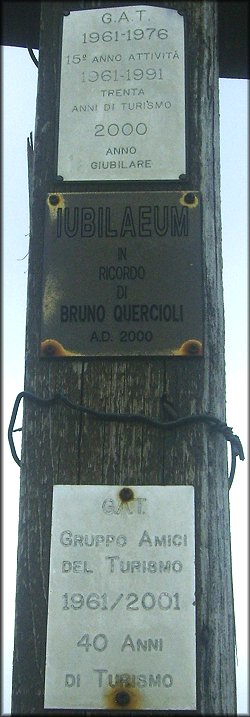 G.A.T.
1961-1976
15º ANNO ATTIVITÀ
1961-1991
TRENTA
ANNI DI TURISMO
2000
ANNO
GIUBILARE
IUBILAEUM
IN
RICORDO
DI
BRUNO QUERCIOLI
A.D. 2000
G.A.T.
GRUPPO AMICI
DEL TURISMO
1961/2001
40 ANNI
DI TURISMO